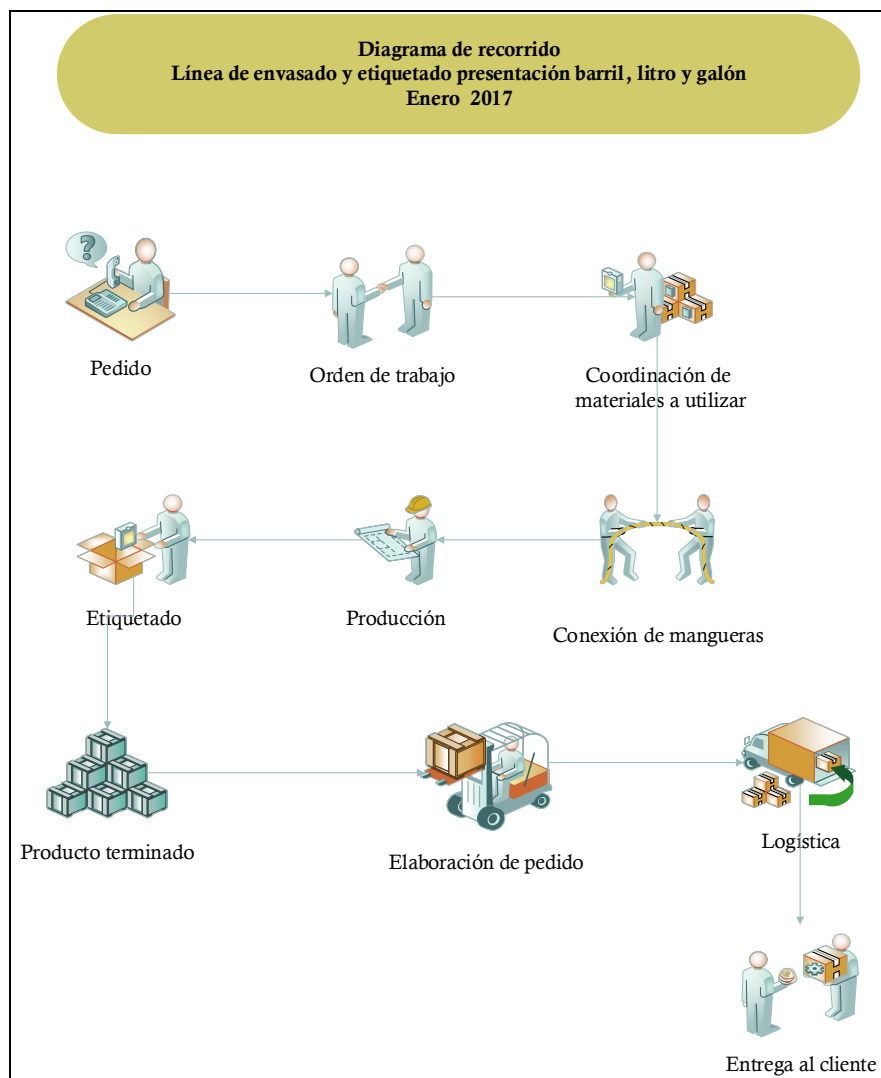 Diagrama de recorrido
Línea de envasado y etiquetado presentación barril, litro y galón
Enero 2017
?
Pedido
Orden de trabajo
Coordinación de
materiales a utilizar
Etiquetado
Producción
Conexión de mangueras
Producto terminado
Elaboración de pedido
Logística
Entrega al cliente